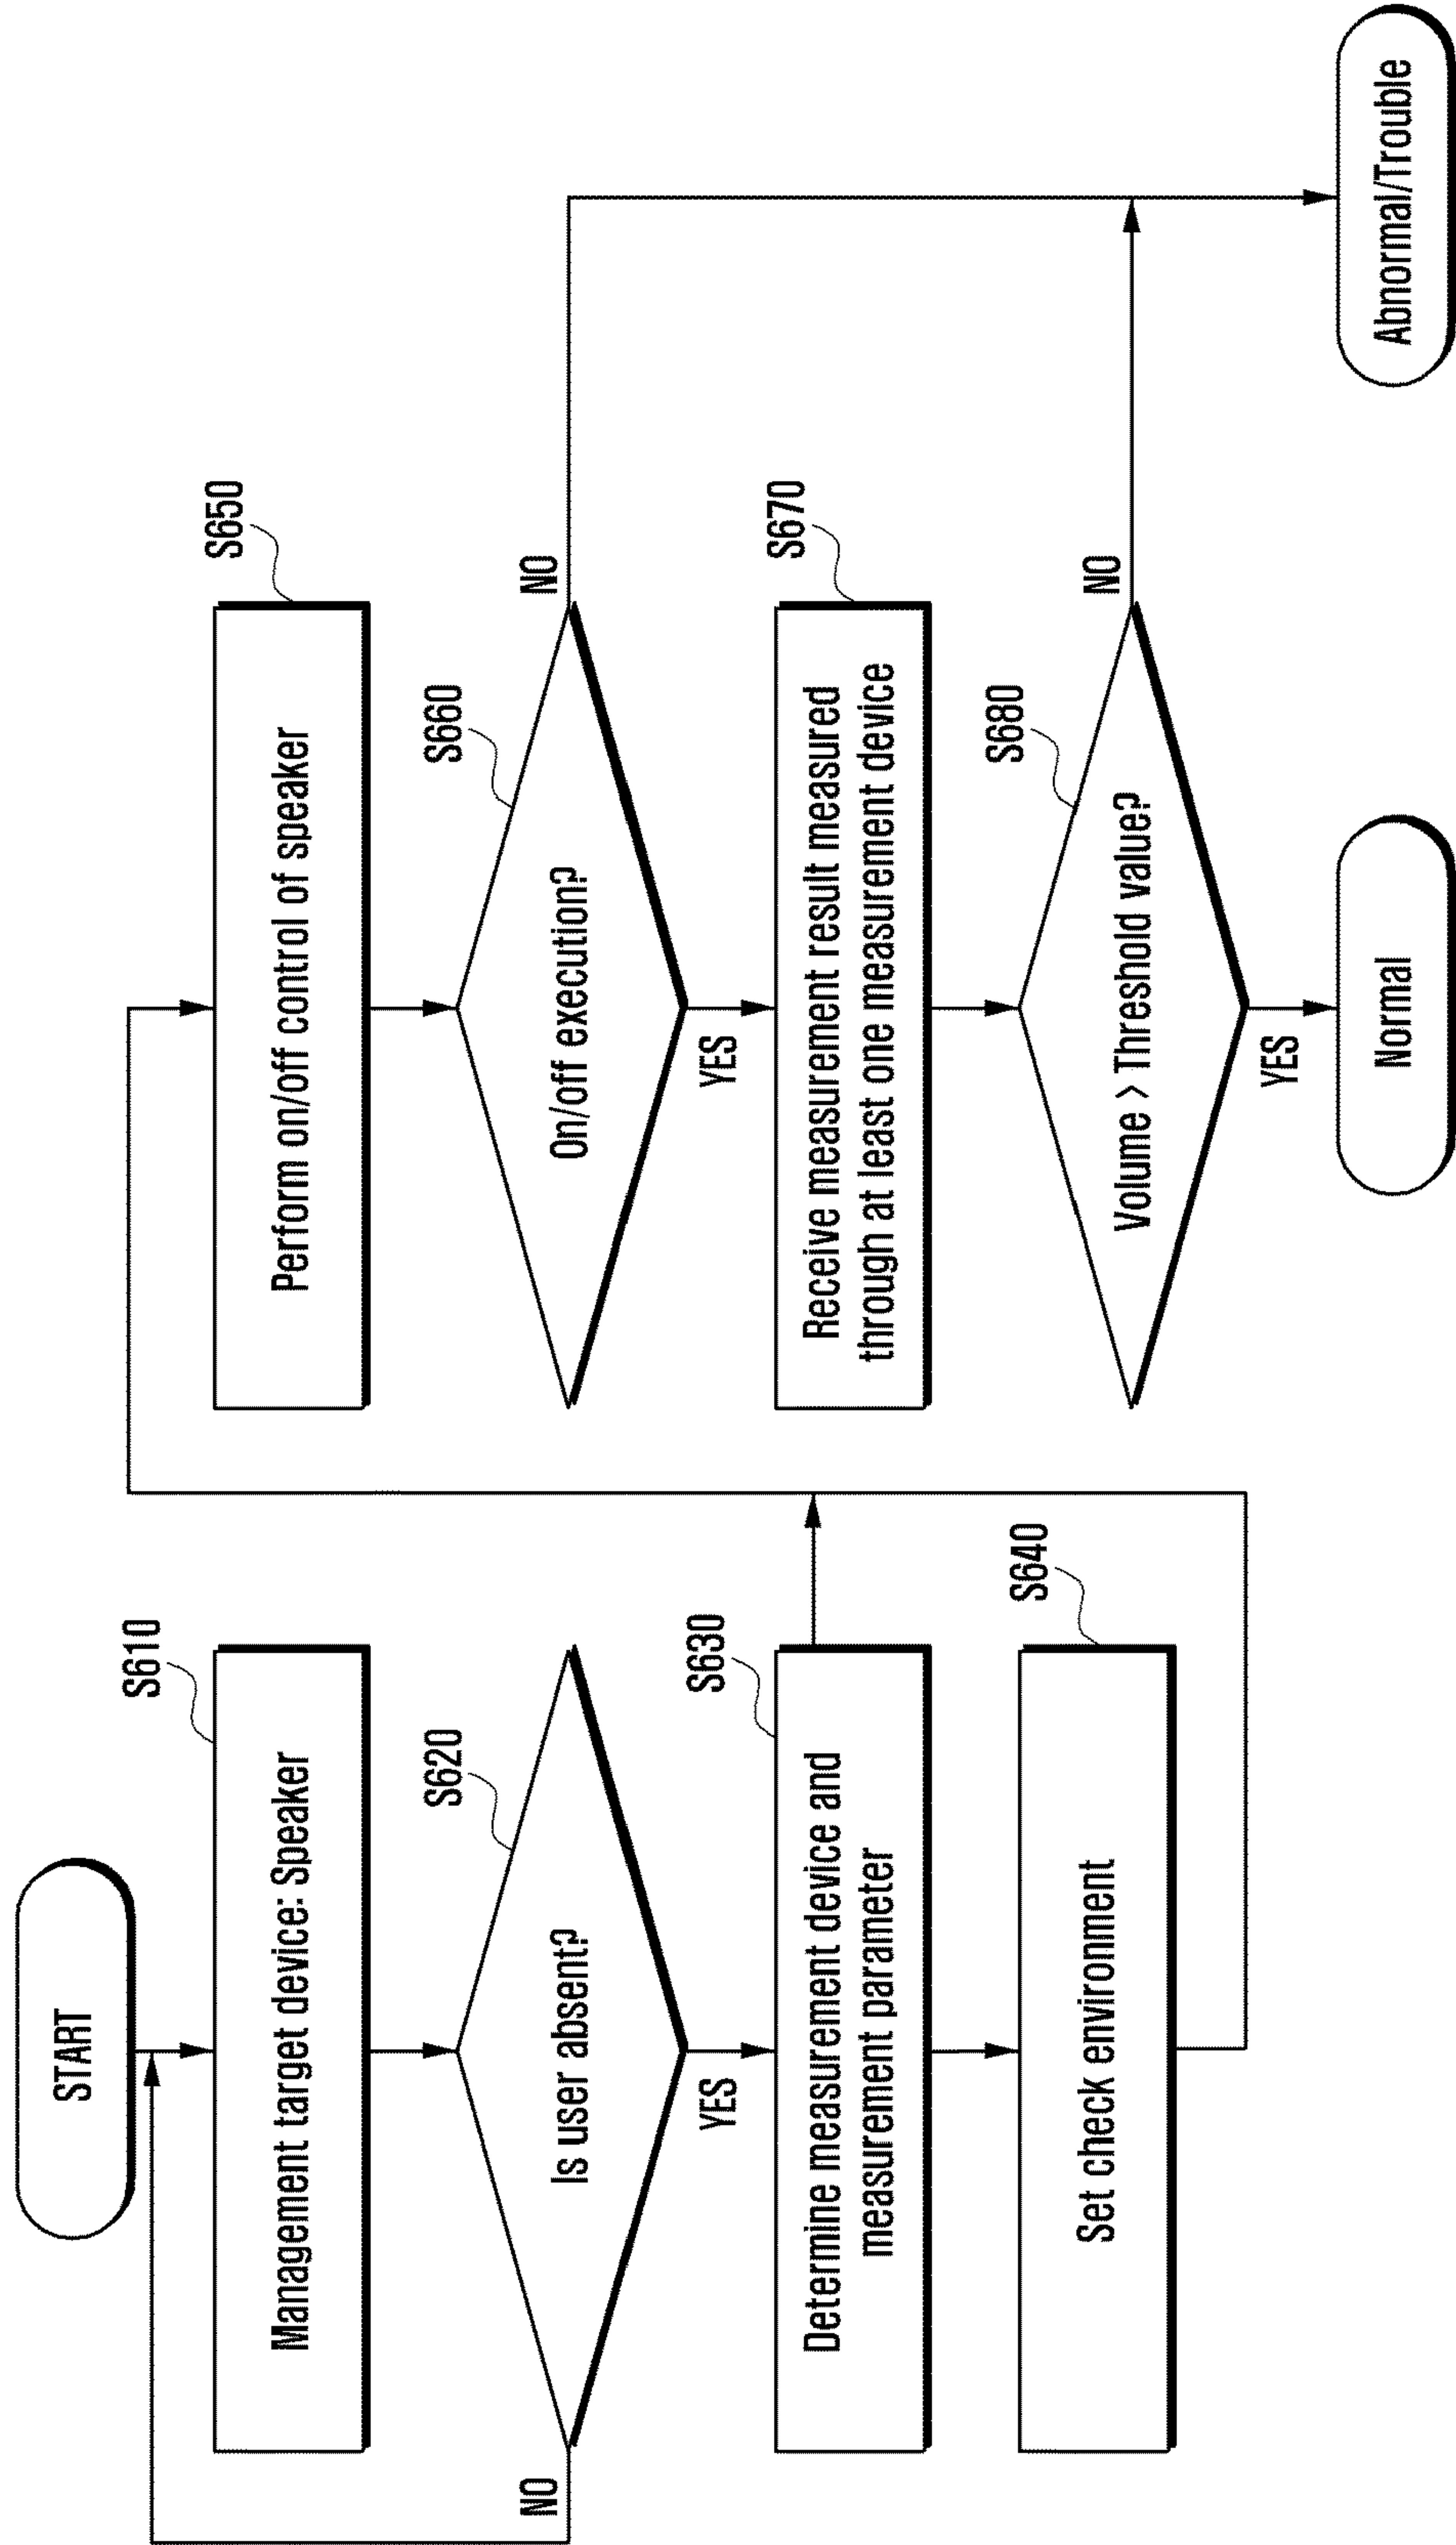 START
S610
Management target device: Speaker
S620
Is user absent?
NO
YES
S630
Determine measurement device and
measurement parameter
S640
Set check environment
S650
Perform on/off control of speaker
S660
On/off execution?
NO
YES
S670
Receive measurement result measured
through at least one measurement device
S680
Volume > Threshold value?
NO
YES
Normal
Abnormal/Trouble